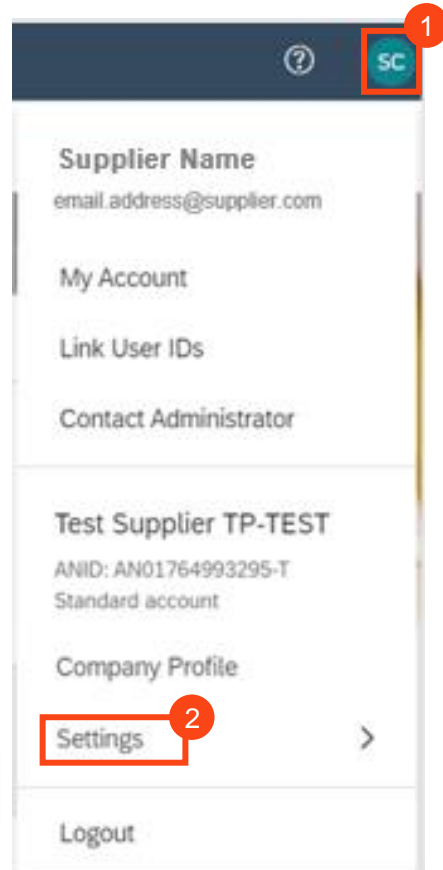 1
? SC
Supplier Name
email.address@supplier.com
My Account
Link User IDs
Contact Administrator
Test Supplier TP-TEST
ANID: AN01764993295-T
Standard account
Company Profile
2
Settings >
Logout